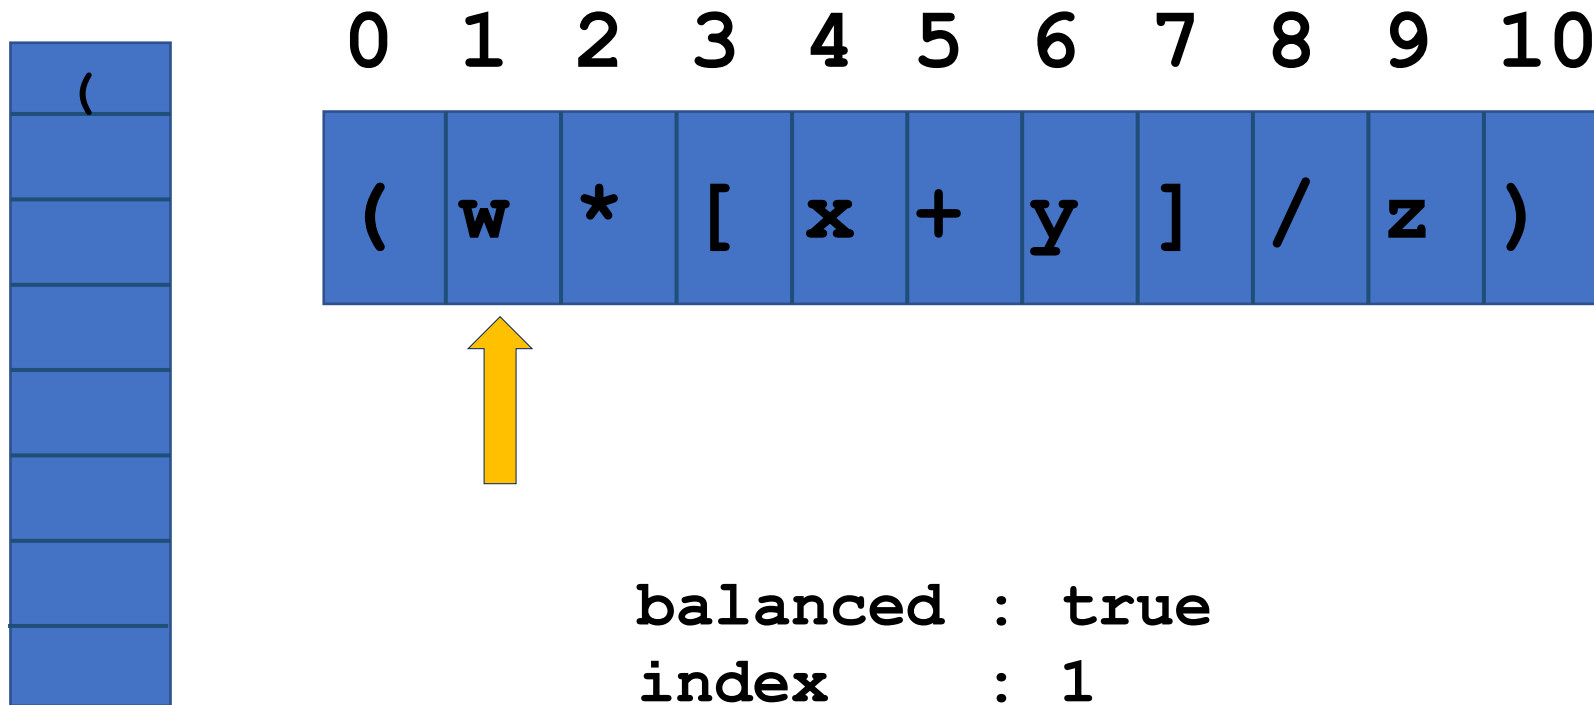 0 1 2 3 4 5 6 7 8 9 10
(
( w * [ x + y ] / z )
balanced : true
index : 1